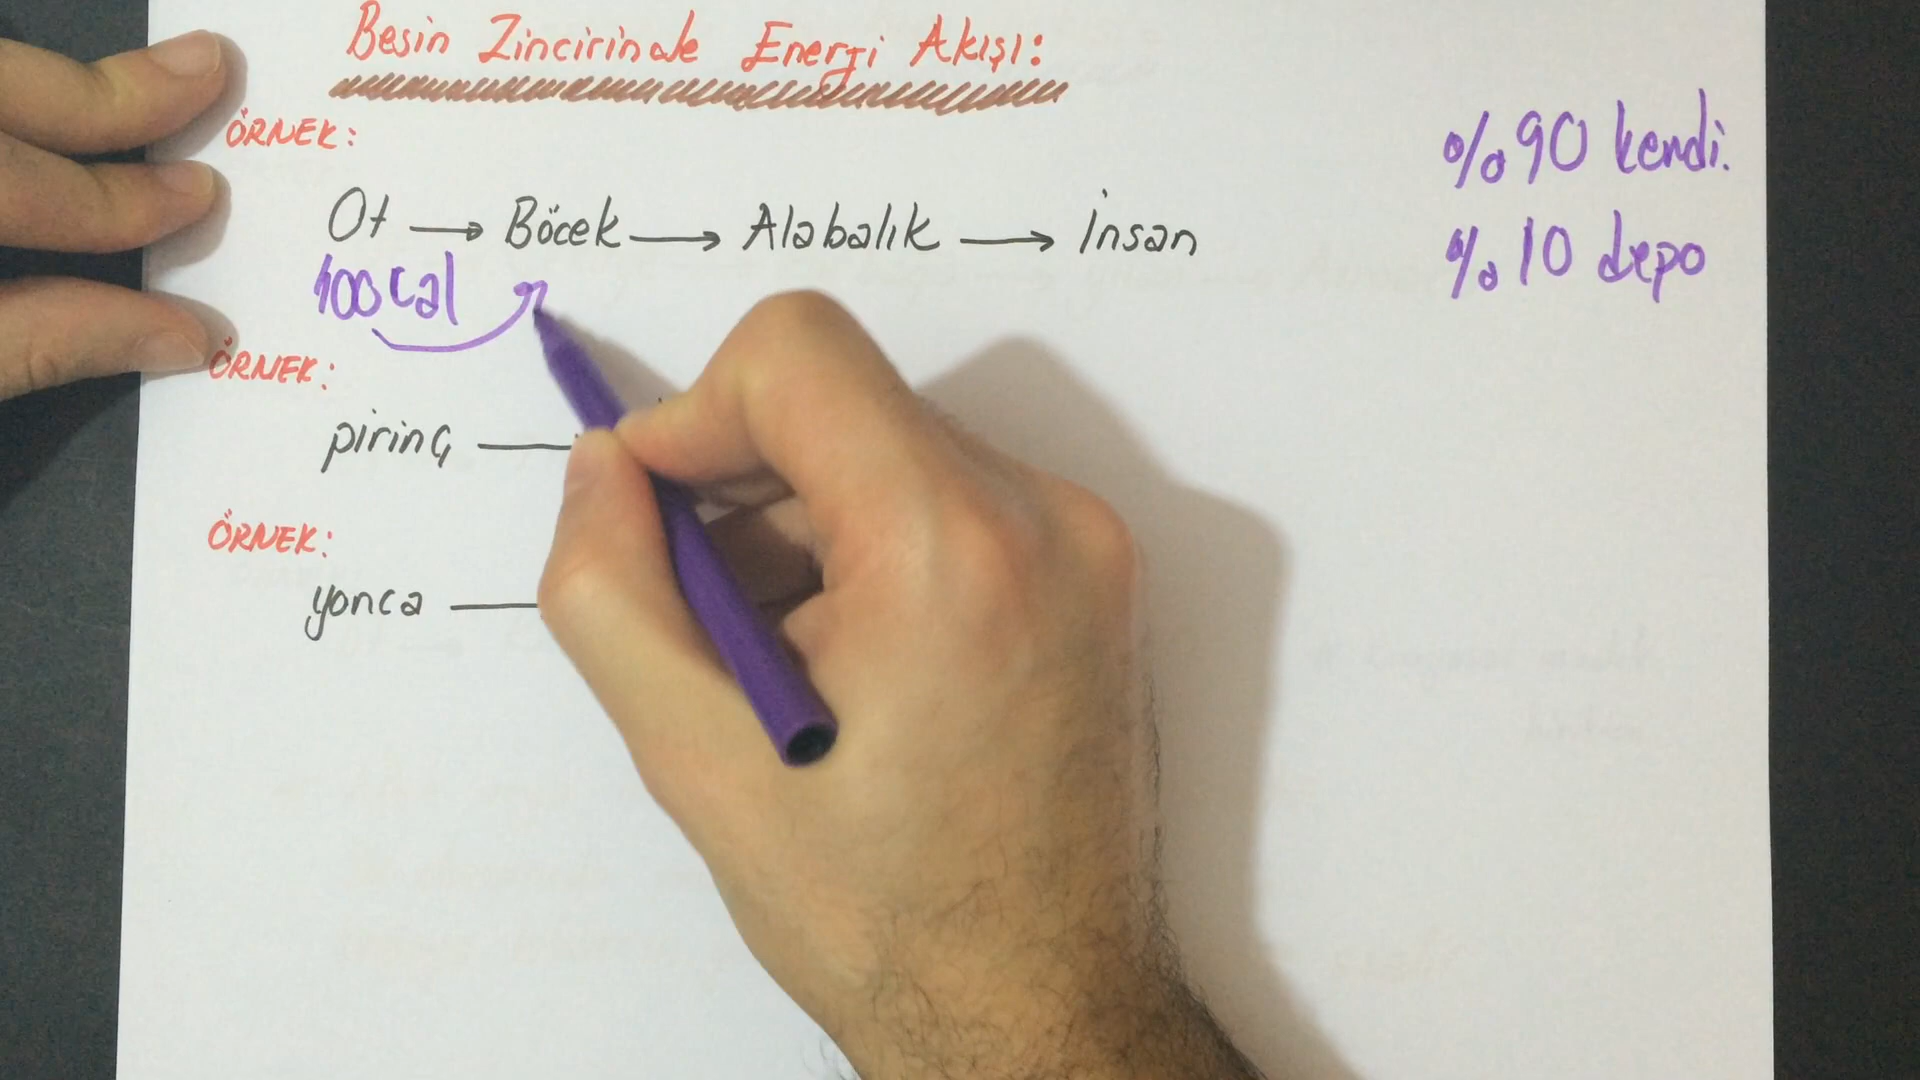 Besin Zincirinde Enerji Akışı:
ÖRNEK:
Ot → Böcek → Alabalık → İnsan
100 cal
%90 kendi.
%10 depo
ÖRNEK:
pirinç
ÖRNEK:
yonca